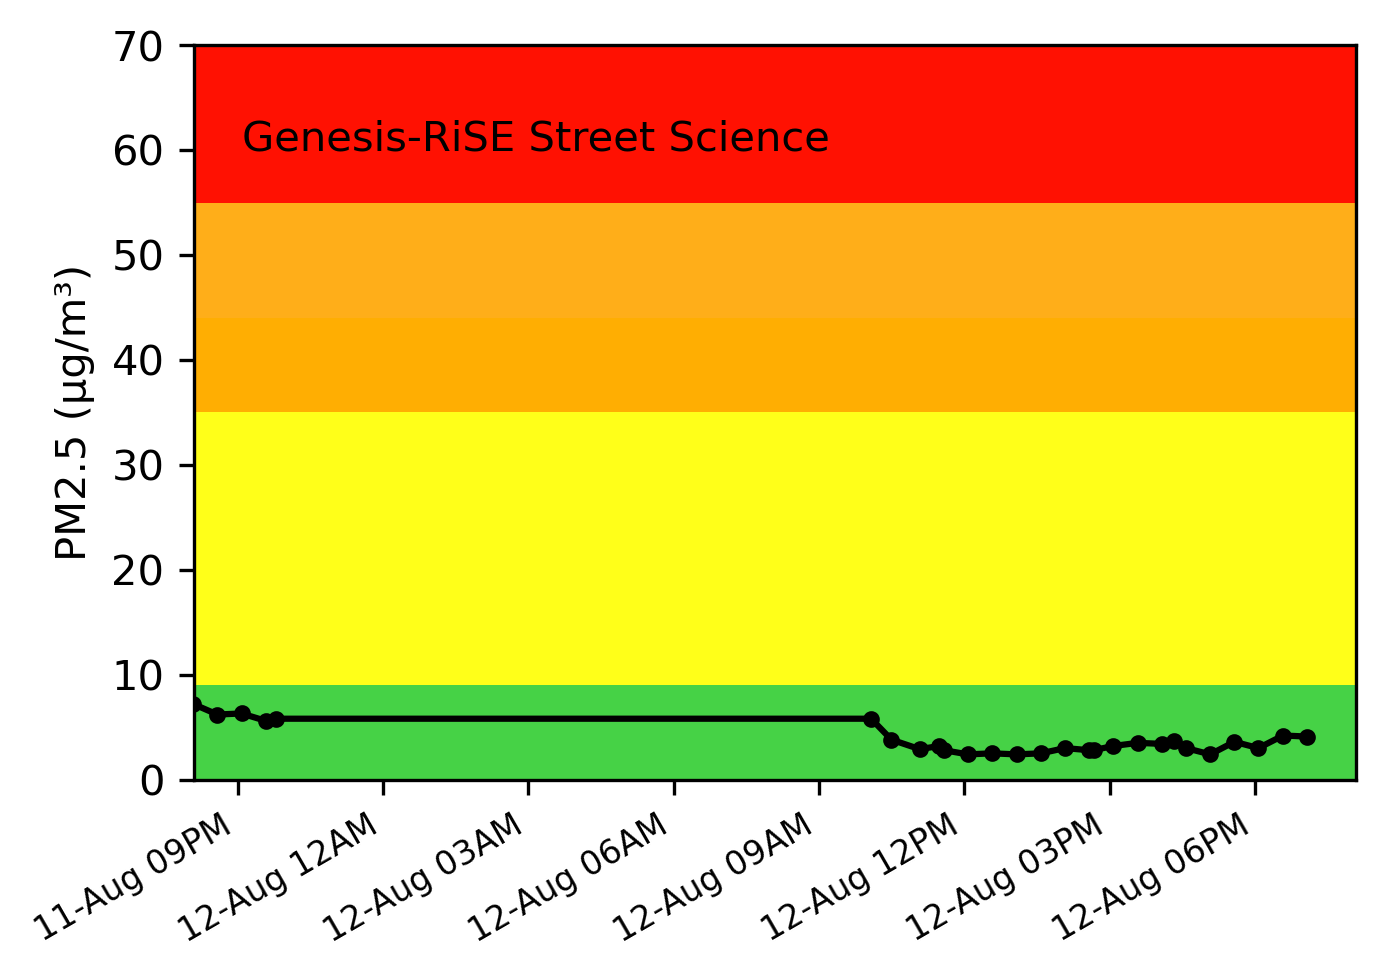 70
Genesis-RiSE Street Science
60
50
40
30
20
10
0
PM2.5 (µg/m³)
11-Aug 09PM
12-Aug 12AM
12-Aug 03AM
12-Aug 06AM
12-Aug 09AM
12-Aug 12PM
12-Aug 03PM
12-Aug 06PM